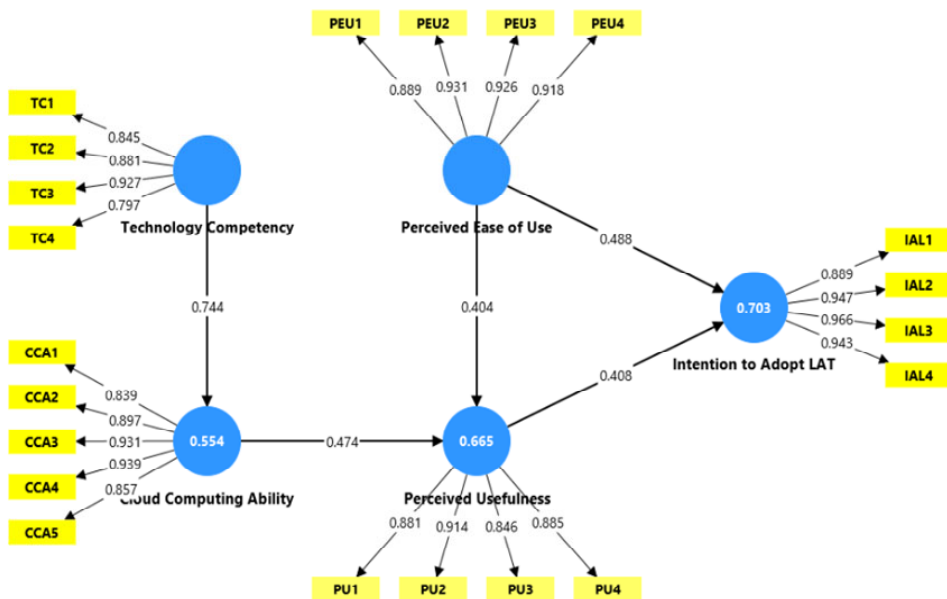 PEU1
PEU2
PEU3
PEU4
0.889
0.931
0.926
0.918
TC1
TC2
TC3
TC4
0.845
0.881
0.927
0.797
Technology Competency
Perceived Ease of Use
0.744
0.404
0.488
0.408
0.703
Intention to Adopt LAT
0.889
0.947
0.966
0.943
IAL1
IAL2
IAL3
IAL4
CCA1
CCA2
CCA3
CCA4
CCA5
0.839
0.897
0.931
0.939
0.857
0.554
Cloud Computing Ability
0.474
0.665
Perceived Usefulness
0.881
0.914
0.846
0.885
PU1
PU2
PU3
PU4